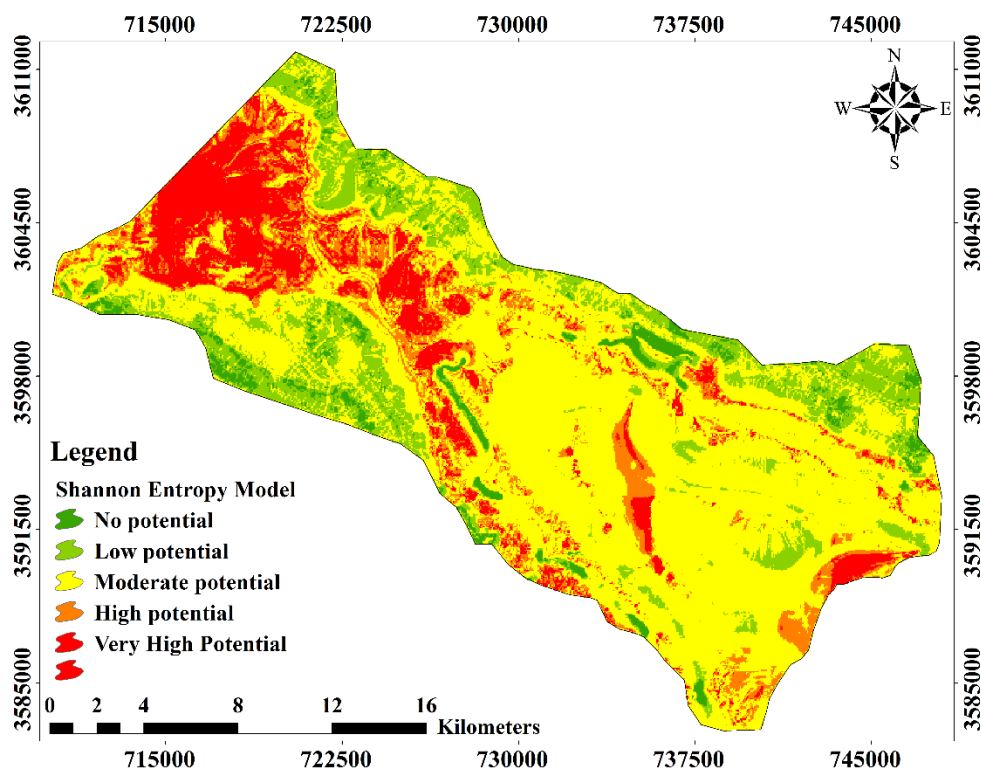 715000 722500 730000 737500 745000
3611000 3611000
N
W E
S
3604500 3604500
3598000 3598000
Legend
Shannon Entropy Model
No potential
3591500 3591500
Low potential
Moderate potential
High potential
Very High Potential
3585000 3585000
0 2 4 8 12 16
Kilometers
715000 722500 730000 737500 745000